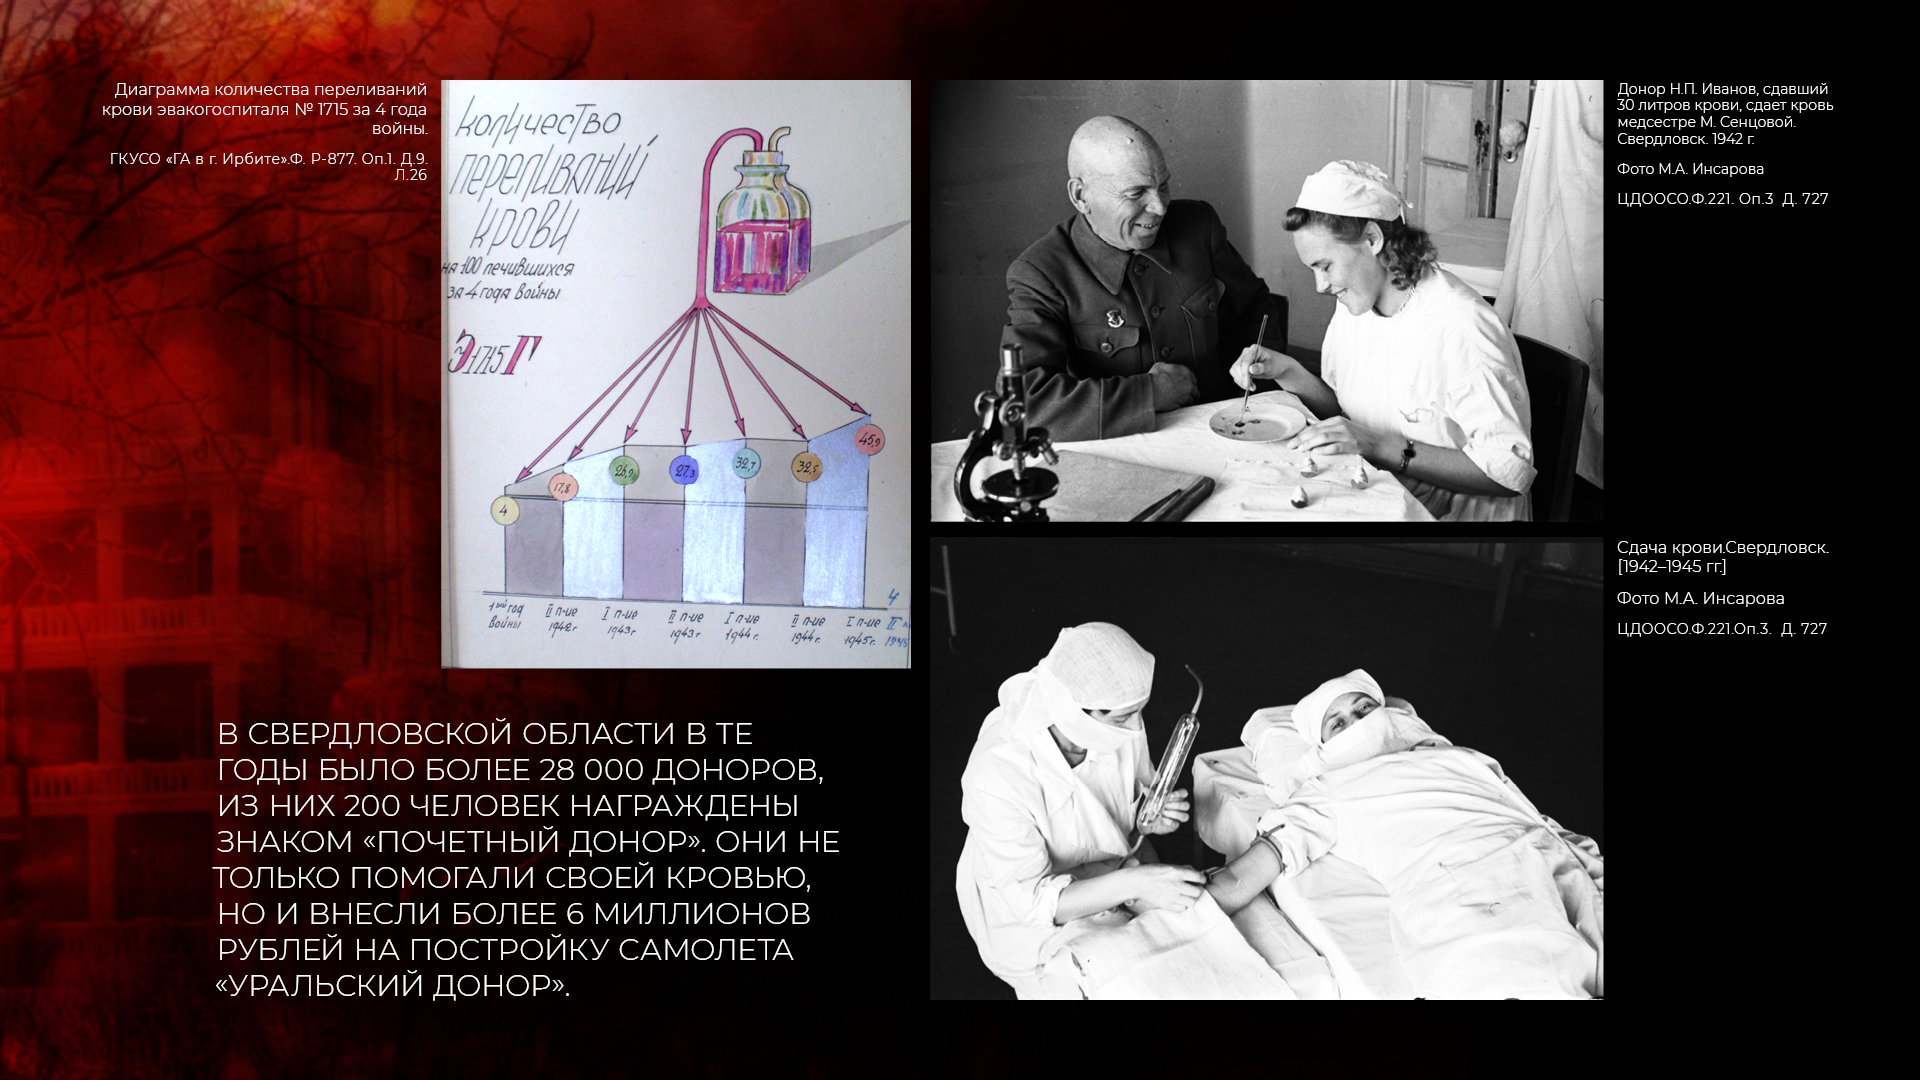 Диаграмма количества переливаний
крови эвакогоспиталя № 1715 за 4 года
войны.
ГКУСО «ГА в г. Ирбите».Ф. Р-877. Оп.1. Д.9.
Л.26
количество
переливаний
крови
на 100 лечившихся
за 4 года войны
Э1715Г
4
17,8
26,9
27,3
32,7
32,5
45,9
1ый год
войны
II п-ие
1942г
I п-ие
1943г
II п-ие
1943г
I п-ие
1944г.
II п-ие
1944г.
I п-ие
1945г.
Донор Н.П. Иванов, сдавший
30 литров крови, сдает кровь
медсестре М. Сенцовой.
Свердловск. 1942 г.
Фото М.А. Инсарова
ЦДООСО.Ф.221. Оп.3 Д. 727
Сдача крови.Свердловск.
[1942–1945 гг.]
Фото М.А. Инсарова
ЦДООСО.Ф.221.Оп.3. Д. 727
В СВЕРДЛОВСКОЙ ОБЛАСТИ В ТЕ
ГОДЫ БЫЛО БОЛЕЕ 28 000 ДОНОРОВ,
ИЗ НИХ 200 ЧЕЛОВЕК НАГРАЖДЕНЫ
ЗНАКОМ «ПОЧЕТНЫЙ ДОНОР». ОНИ НЕ
ТОЛЬКО ПОМОГАЛИ СВОЕЙ КРОВЬЮ,
НО И ВНЕСЛИ БОЛЕЕ 6 МИЛЛИОНОВ
РУБЛЕЙ НА ПОСТРОЙКУ САМОЛЕТА
«УРАЛЬСКИЙ ДОНОР».